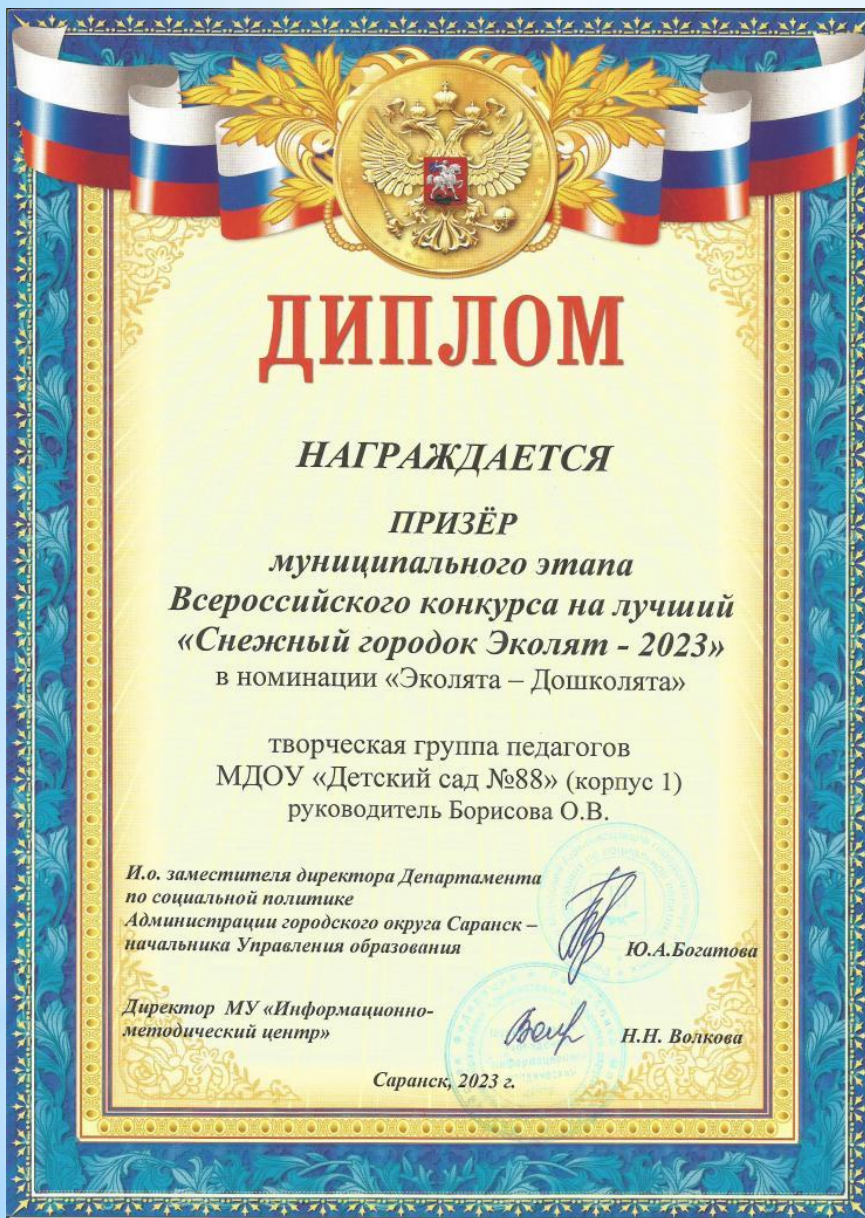 ДИПЛОМ
НАГРАЖДАЕТСЯ
ПРИЗЁР
муниципального этапа
Всероссийского конкурса на лучший
«Снежный городок Эколят - 2023»
в номинации «Эколята – Дошколята»
творческая группа педагогов
МДОУ «Детский сад №88» (корпус 1)
руководитель Борисова О.В.
И.о. заместителя директора Департамента
по социальной политике
Администрации городского округа Саранск –
начальника Управления образования Ю.А.Богатова
Директор МУ «Информационно-
методический центр» Н.Н. Волкова
Саранск, 2023 г.